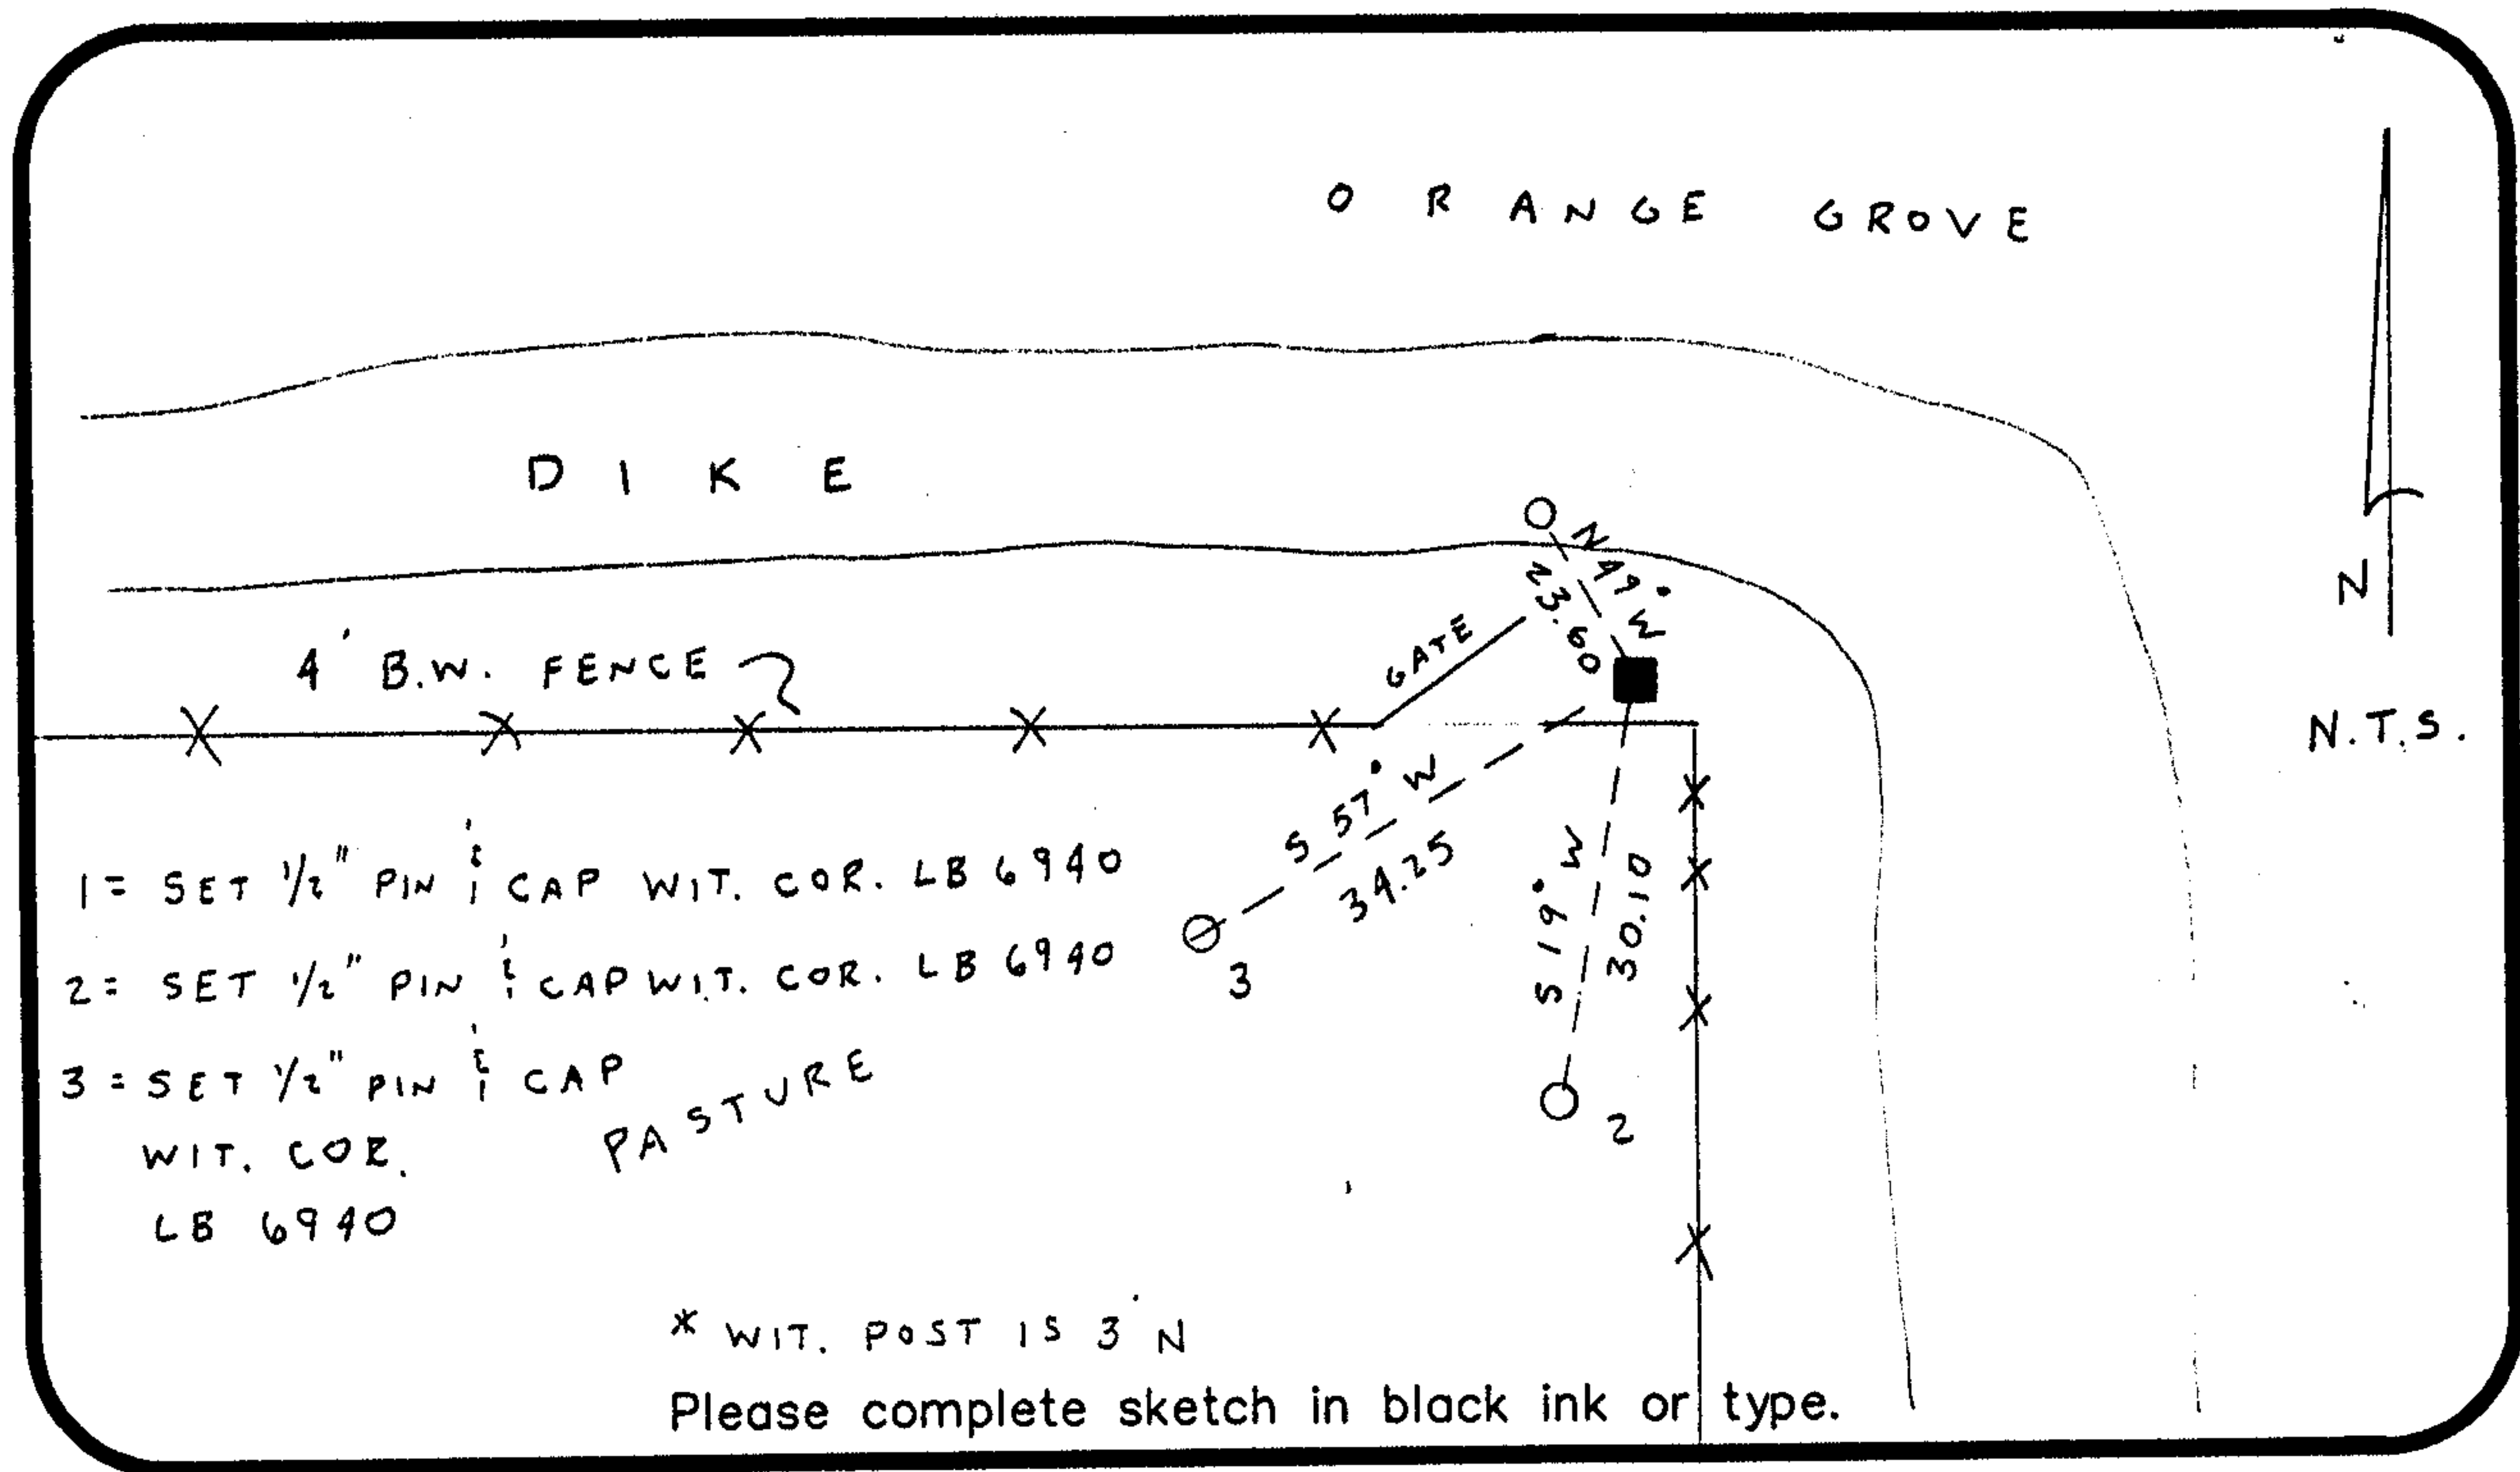 O R A N G E G R O V E
D I K E
N 49° W
23.60
N
4' B.W. FENCE
GATE
N.T.S.
S 57° W
34.25
S 19° W
30.10
1 = SET 1/2" PIN & CAP WIT. COR. LB 6940
2 = SET 1/2" PIN & CAP WIT. COR. LB 6940
3
3 = SET 1/2" PIN & CAP
WIT. COR.
LB 6940
PASTURE
2
* WIT. POST IS 3' N
Please complete sketch in black ink or type.